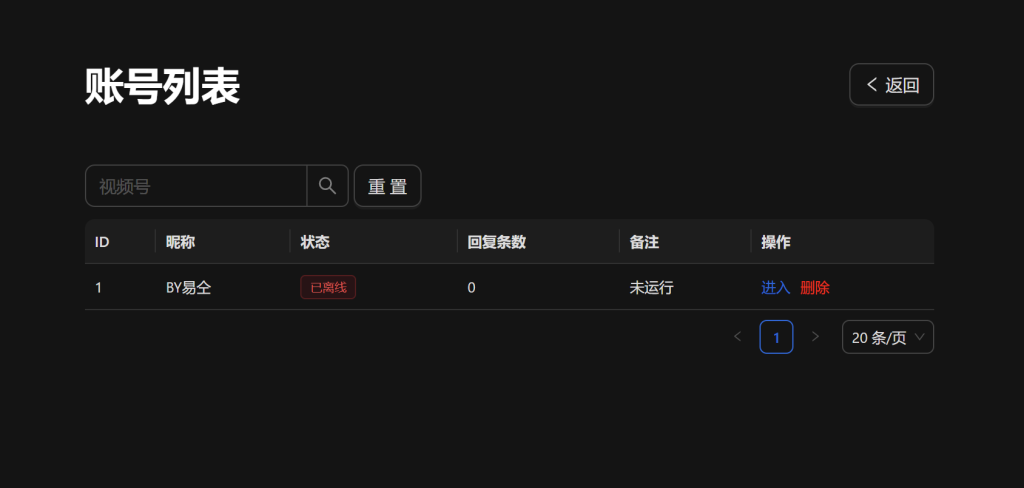 账号列表
返回
视频号
重置
ID 昵称 状态 回复条数 备注 操作
1 BY易仝 已离线 0 未运行 进入 删除
1 20 条/页